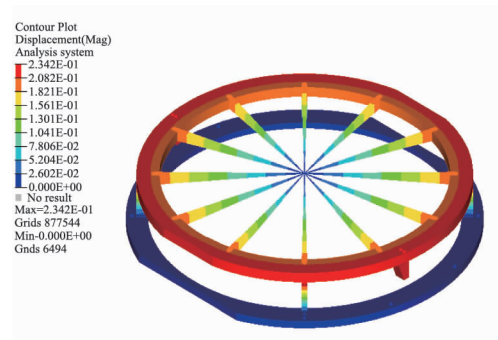 Contour Plot
Displacement(Mag)
Analysis system
2.342E-01
2.082E-01
1.821E-01
1.561E-01
1.301E-01
1.041E-01
7.806E-02
5.204E-02
2.602E-02
0.000E+00
No result
Max=2.342E-01
Grids 877544
Min-0.000E+00
Gnds 6494